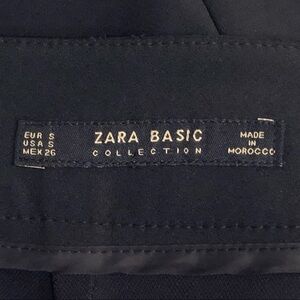 EUR S
USA S
MEX 26
ZARA BASIC
COLLECTION
MADE
IN
MOROCCO